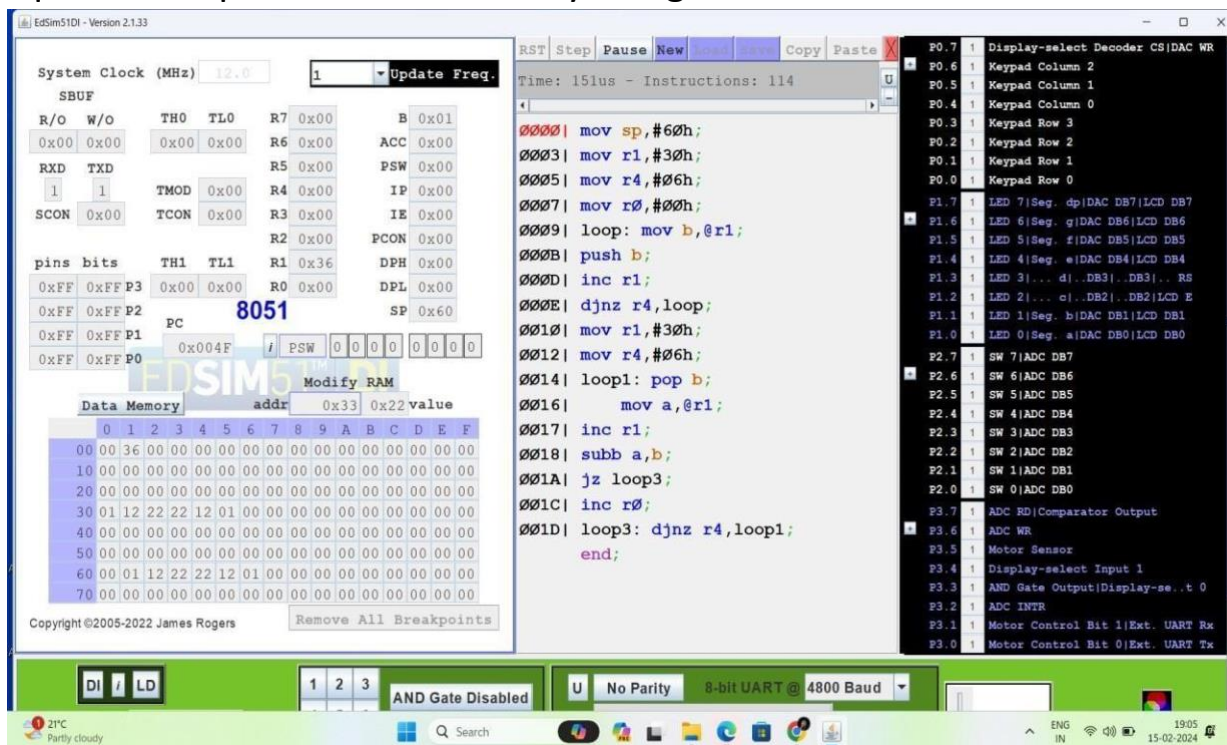 EdSim51DI - Version 2.1.33
System Clock (MHz) 12.0 1 Update Freq.
SBUF
R/O W/O TH0 TL0 R7 0x00 B 0x01
0x00 0x00 0x00 0x00 R6 0x00 ACC 0x00
RXD TXD R5 0x00 PSW 0x00
1 1 TMOD 0x00 R4 0x00 IP 0x00
SCON 0x00 TCON 0x00 R3 0x00 IE 0x00
R2 0x00 PCON 0x00
pins bits TH1 TL1 R1 0x36 DPH 0x00
0xFF 0xFF P3 0x00 0x00 R0 0x00 DPL 0x00
0xFF 0xFF P2 8051 SP 0x60
0xFF 0xFF P1 PC
0xFF 0xFF P0 0x004F i PSW 0 0 0 0 0 0 0 0
EDSIM51 DI
Modify RAM
Data Memory addr 0x33 0x22 value
0 1 2 3 4 5 6 7 8 9 A B C D E F
00 00 36 00 00 00 00 00 00 00 00 00 00 00 00 00 00
10 00 00 00 00 00 00 00 00 00 00 00 00 00 00 00 00
20 00 00 00 00 00 00 00 00 00 00 00 00 00 00 00 00
30 01 12 22 22 12 01 00 00 00 00 00 00 00 00 00 00
40 00 00 00 00 00 00 00 00 00 00 00 00 00 00 00 00
50 00 00 00 00 00 00 00 00 00 00 00 00 00 00 00 00
60 00 01 12 22 22 12 01 00 00 00 00 00 00 00 00 00
70 00 00 00 00 00 00 00 00 00 00 00 00 00 00 00 00
Copyright ©2005-2022 James Rogers Remove All Breakpoints
RST Step Pause New Load Save Copy Paste X
Time: 151us - Instructions: 114 U
0000| mov sp,#60h;
0003| mov r1,#30h;
0005| mov r4,#06h;
0007| mov r0,#00h;
0009| loop: mov b,@r1;
000B| push b;
000D| inc r1;
000E| djnz r4,loop;
0010| mov r1,#30h;
0012| mov r4,#06h;
0014| loop1: pop b;
0016| mov a,@r1;
0017| inc r1;
0018| subb a,b;
001A| jz loop3;
001C| inc r0;
001D| loop3: djnz r4,loop1;
end;
P0.7 1 Display-select Decoder CS|DAC WR
P0.6 1 Keypad Column 2
P0.5 1 Keypad Column 1
P0.4 1 Keypad Column 0
P0.3 1 Keypad Row 3
P0.2 1 Keypad Row 2
P0.1 1 Keypad Row 1
P0.0 1 Keypad Row 0
P1.7 1 LED 7|Seg. dp|DAC DB7|LCD DB7
P1.6 1 LED 6|Seg. g|DAC DB6|LCD DB6
P1.5 1 LED 5|Seg. f|DAC DB5|LCD DB5
P1.4 1 LED 4|Seg. e|DAC DB4|LCD DB4
P1.3 1 LED 3|... d|..DB3|..DB3|.. RS
P1.2 1 LED 2|... c|..DB2|..DB2|LCD E
P1.1 1 LED 1|Seg. b|DAC DB1|LCD DB1
P1.0 1 LED 0|Seg. a|DAC DB0|LCD DB0
P2.7 1 SW 7|ADC DB7
P2.6 1 SW 6|ADC DB6
P2.5 1 SW 5|ADC DB5
P2.4 1 SW 4|ADC DB4
P2.3 1 SW 3|ADC DB3
P2.2 1 SW 2|ADC DB2
P2.1 1 SW 1|ADC DB1
P2.0 1 SW 0|ADC DB0
P3.7 1 ADC RD|Comparator Output
P3.6 1 ADC WR
P3.5 1 Motor Sensor
P3.4 1 Display-select Input 1
P3.3 1 AND Gate Output|Display-se..t 0
P3.2 1 ADC INTR
P3.1 1 Motor Control Bit 1|Ext. UART Rx
P3.0 1 Motor Control Bit 0|Ext. UART Tx
DI i LD 1 2 3 AND Gate Disabled U No Parity 8-bit UART @ 4800 Baud
21°C
Partly cloudy
Search
ENG
IN
19:05
15-02-2024